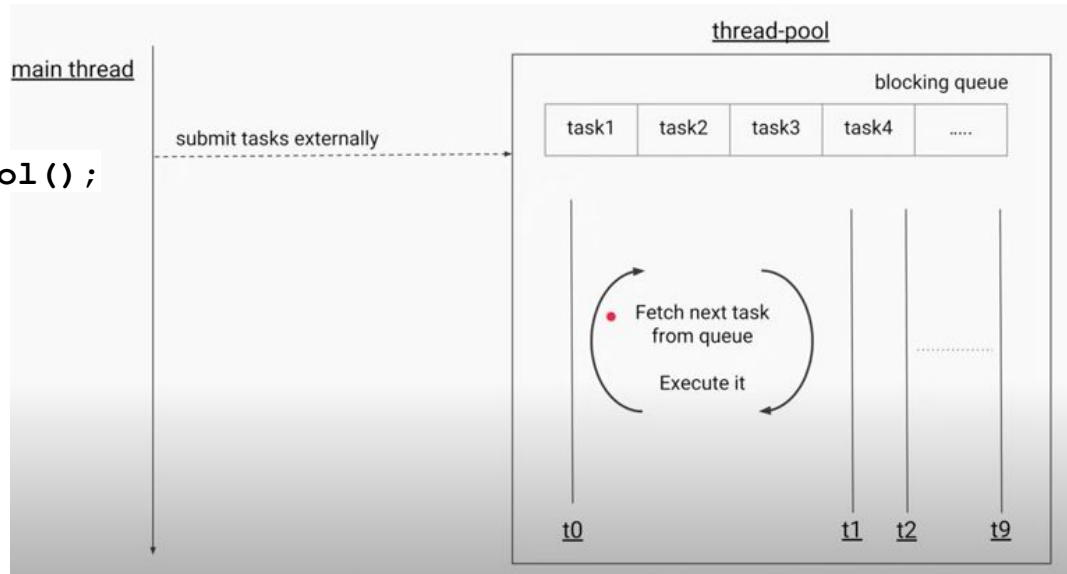 thread-pool
main thread
blocking queue
task1 task2 task3 task4 .....
submit tasks externally
ol();
Fetch next task
from queue
Execute it
t0 t1 t2 t9